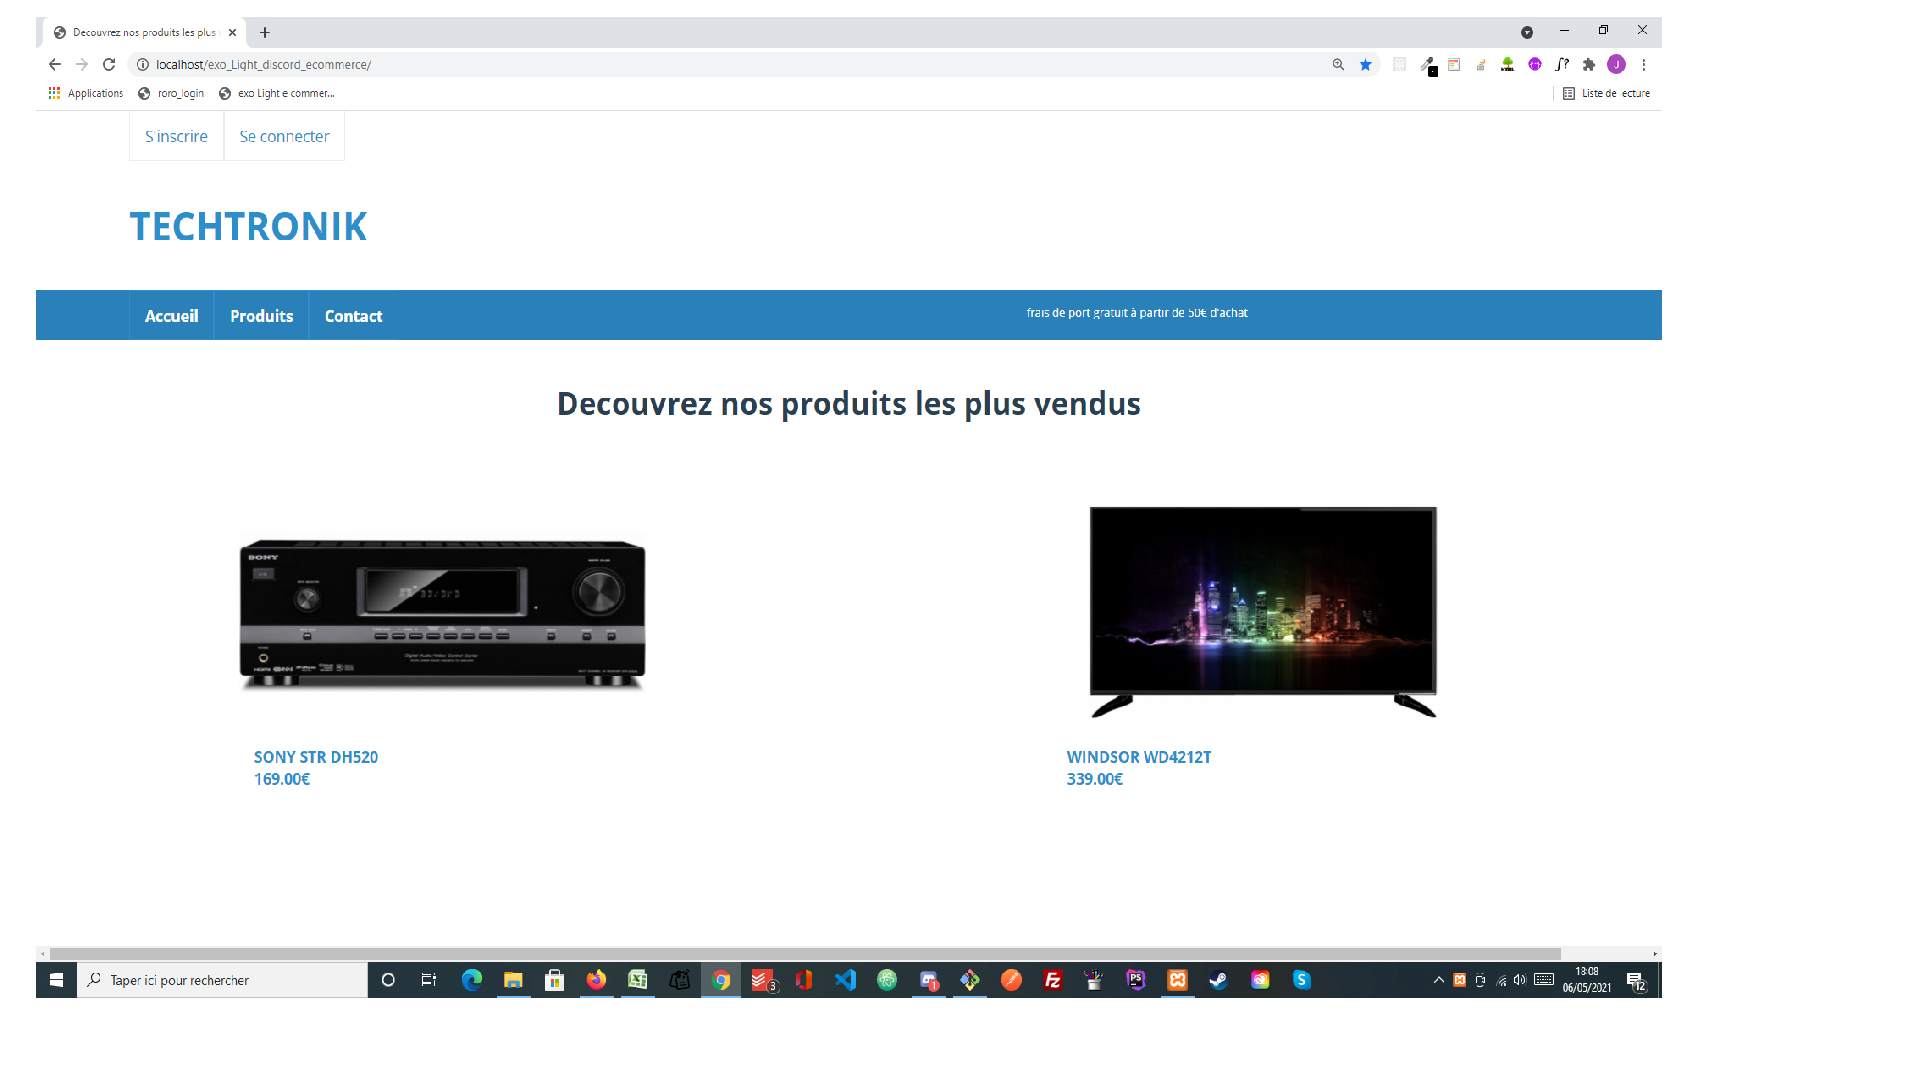 Decouvrez nos produits les plus
localhost/exo_Light_discord_ecommerce/
Applications
roro_login
exo Light e commer...
Liste de lecture
S'inscrire
Se connecter
TECHTRONIK
Accueil
Produits
Contact
frais de port gratuit à partir de 50€ d'achat
Decouvrez nos produits les plus vendus
SONY
SONY STR DH520
169.00€
WINDSOR WD4212T
339.00€
Taper ici pour rechercher
18:08
06/05/2021